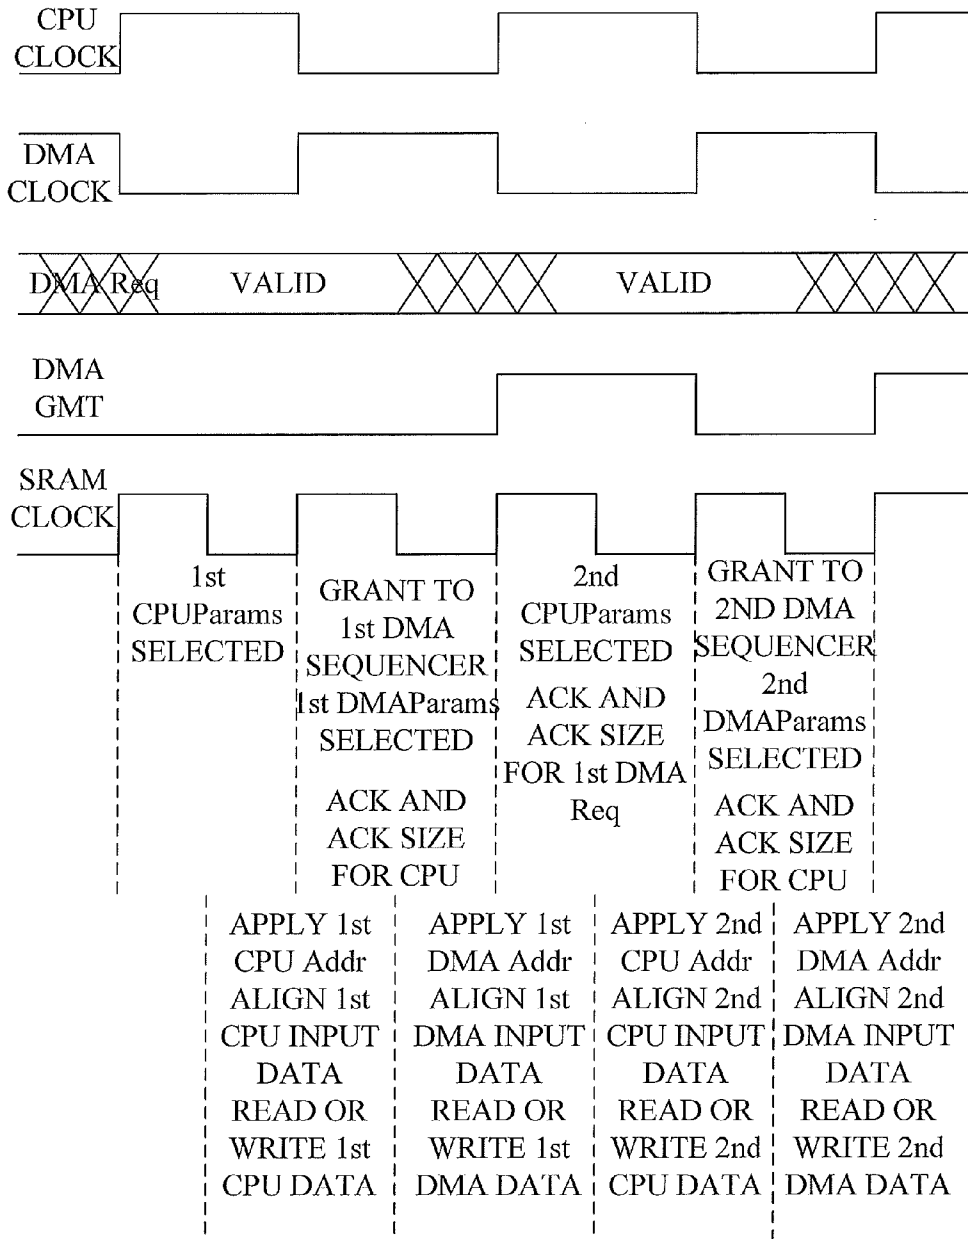 CPU
CLOCK
DMA
CLOCK
DMA Req
VALID
VALID
DMA
GMT
SRAM
CLOCK
1st
CPUParams
SELECTED
GRANT TO
1st DMA
SEQUENCER
1st DMAParams
SELECTED
ACK AND
ACK SIZE
FOR CPU
2nd
CPUParams
SELECTED
ACK AND
ACK SIZE
FOR 1st DMA
Req
GRANT TO
2ND DMA
SEQUENCER
2nd
DMAParams
SELECTED
ACK AND
ACK SIZE
FOR CPU
APPLY 1st
CPU Addr
ALIGN 1st
CPU INPUT
DATA
READ OR
WRITE 1st
CPU DATA
APPLY 1st
DMA Addr
ALIGN 1st
DMA INPUT
DATA
READ OR
WRITE 1st
DMA DATA
APPLY 2nd
CPU Addr
ALIGN 2nd
CPU INPUT
DATA
READ OR
WRITE 2nd
CPU DATA
APPLY 2nd
DMA Addr
ALIGN 2nd
DMA INPUT
DATA
READ OR
WRITE 2nd
DMA DATA